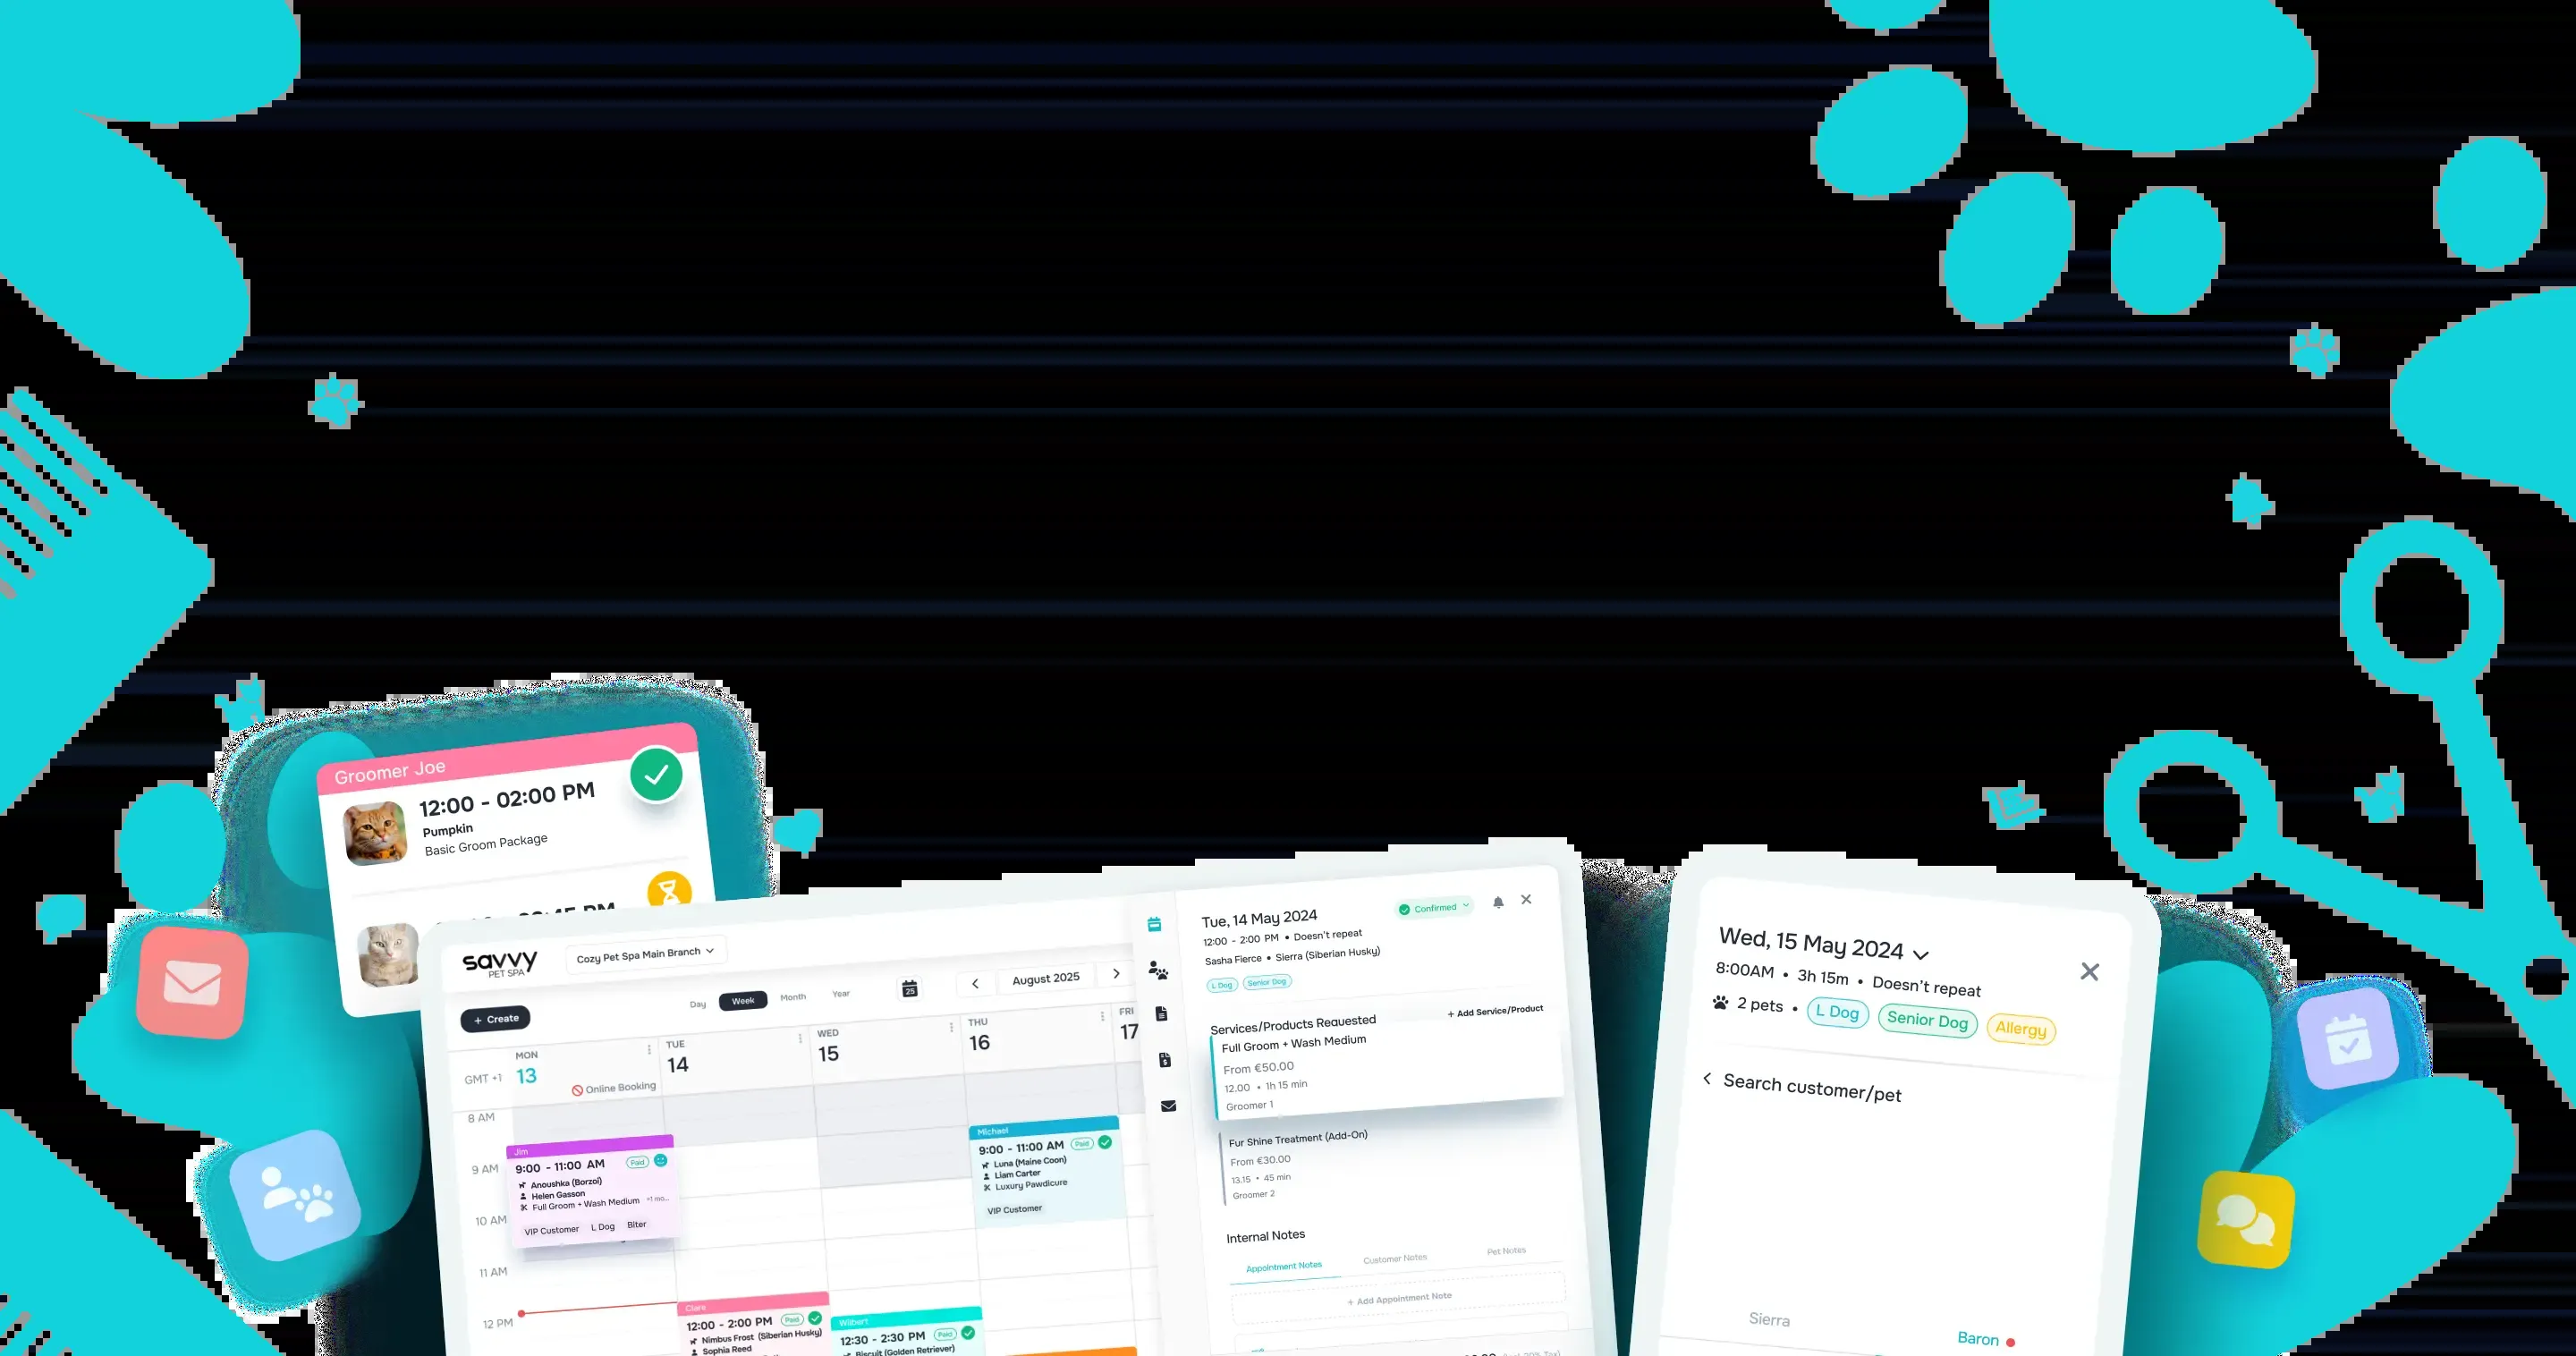 Groomer Joe
12:00 - 02:00 PM
Pumpkin
Basic Groom Package
savvy
PET SPA
Cozy Pet Spa Main Branch
+ Create
Day
Week
Month
Year
25
August 2025
GMT +1
MON
13
Online Booking
TUE
14
WED
15
THU
16
FRI
17
8 AM
9 AM
10 AM
11 AM
12 PM
Jim
9:00 - 11:00 AM
Paid
Anoushka (Borzoi)
Helen Gasson
Full Groom + Wash Medium
+1 mo...
VIP Customer
L Dog
Biter
Michael
9:00 - 11:00 AM
Paid
Luna (Maine Coon)
Liam Carter
Luxury Pawdicure
VIP Customer
Clare
12:00 - 2:00 PM
Paid
Nimbus Frost (Siberian Husky)
Sophia Reed
Wilbert
12:30 - 2:30 PM
Paid
Biscuit (Golden Retriever)
Tue, 14 May 2024
Confirmed
12:00 - 2:00 PM • Doesn't repeat
Sasha Fierce • Sierra (Siberian Husky)
L Dog
Senior Dog
Services/Products Requested
+ Add Service/Product
Full Groom + Wash Medium
From €50.00
12.00 • 1h 15 min
Groomer 1
Fur Shine Treatment (Add-On)
From €30.00
13.15 • 45 min
Groomer 2
Internal Notes
Appointment Notes
Customer Notes
Pet Notes
+ Add Appointment Note
Wed, 15 May 2024
8:00AM • 3h 15m • Doesn't repeat
2 pets •
L Dog
Senior Dog
Allergy
Search customer/pet
Sierra
Baron